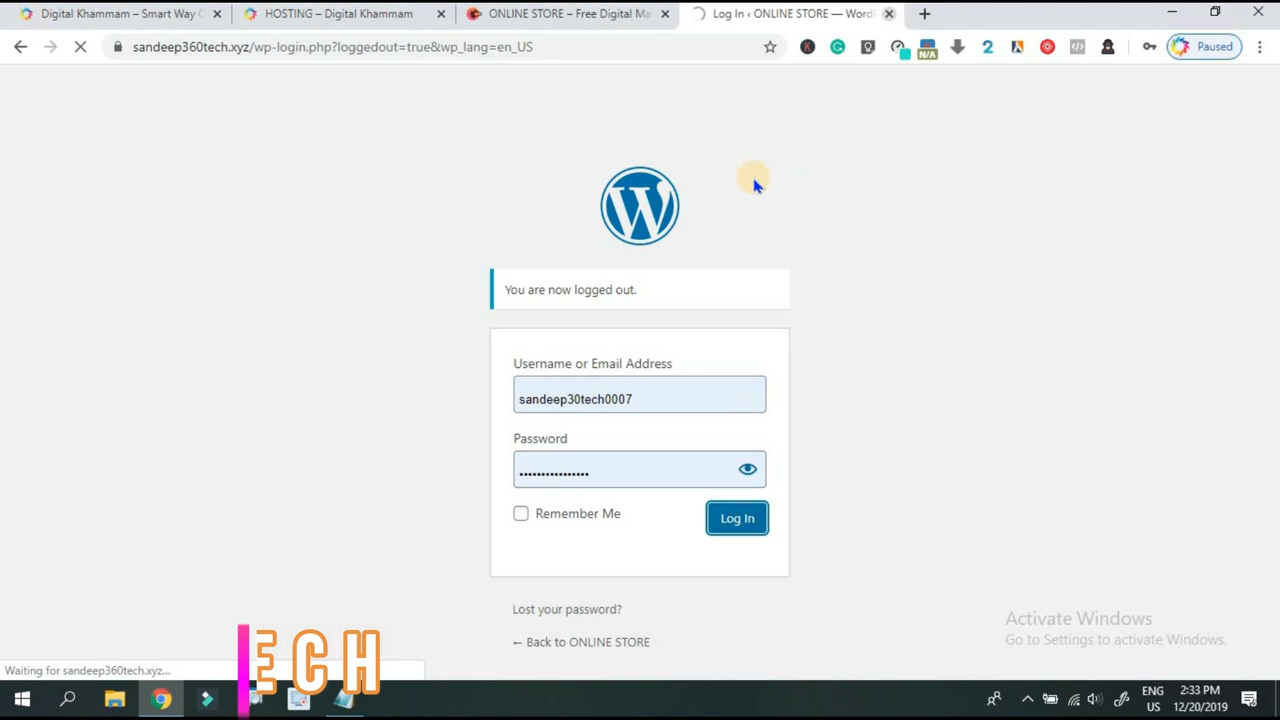 Digital Khammam – Smart Way C
HOSTING – Digital Khammam
ONLINE STORE – Free Digital Ma
Log In ‹ ONLINE STORE — WordP
sandeep360tech.xyz/wp-login.php?loggedout=true&wp_lang=en_US
N/A
2
Paused
You are now logged out.
Username or Email Address
sandeep30tech0007
Password
Remember Me
Log In
Lost your password?
← Back to ONLINE STORE
Activate Windows
Go to Settings to activate Windows.
Waiting for sandeep360tech.xyz...
ECH
ENG
US
2:33 PM
12/20/2019